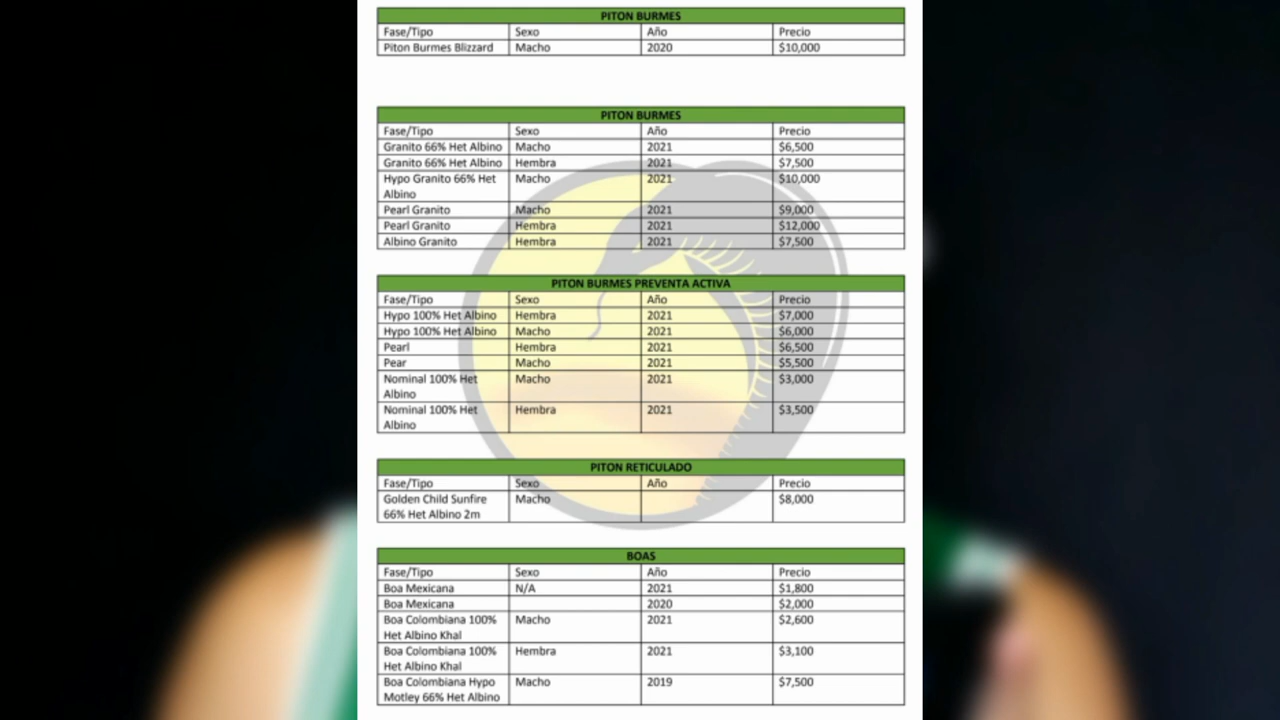 PITON BURMES
Fase/Tipo Sexo Año Precio
Piton Burmes Blizzard Macho 2020 $10,000
PITON BURMES
Fase/Tipo Sexo Año Precio
Granito 66% Het Albino Macho 2021 $6,500
Granito 66% Het Albino Hembra 2021 $7,500
Hypo Granito 66% Het Macho 2021 $10,000
Albino
Pearl Granito Macho 2021 $9,000
Pearl Granito Hembra 2021 $12,000
Albino Granito Hembra 2021 $7,500
PITON BURMES PREVENTA ACTIVA
Fase/Tipo Sexo Año Precio
Hypo 100% Het Albino Hembra 2021 $7,000
Hypo 100% Het Albino Macho 2021 $6,000
Pearl Hembra 2021 $6,500
Pear Macho 2021 $5,500
Nominal 100% Het Macho 2021 $3,000
Albino
Nominal 100% Het Hembra 2021 $3,500
Albino
PITON RETICULADO
Fase/Tipo Sexo Año Precio
Golden Child Sunfire Macho $8,000
66% Het Albino 2m
BOAS
Fase/Tipo Sexo Año Precio
Boa Mexicana N/A 2021 $1,800
Boa Mexicana 2020 $2,000
Boa Colombiana 100% Macho 2021 $2,600
Het Albino Khal
Boa Colombiana 100% Hembra 2021 $3,100
Het Albino Khal
Boa Colombiana Hypo Macho 2019 $7,500
Motley 66% Het Albino